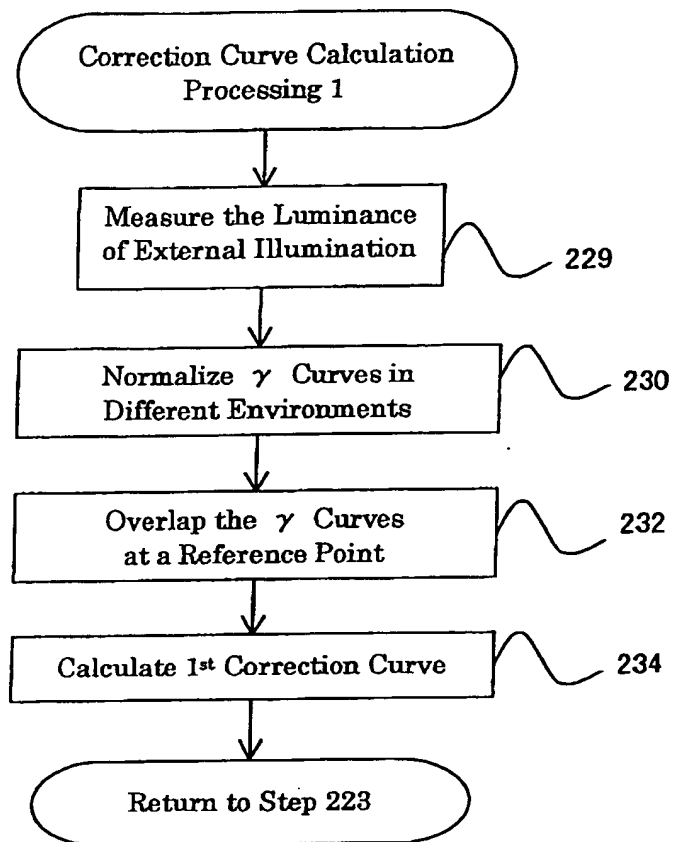 Correction Curve Calculation
Processing 1
Measure the Luminance
of External Illumination
229
Normalize γ Curves in
Different Environments
230
Overlap the γ Curves
at a Reference Point
232
Calculate 1st Correction Curve
234
Return to Step 223